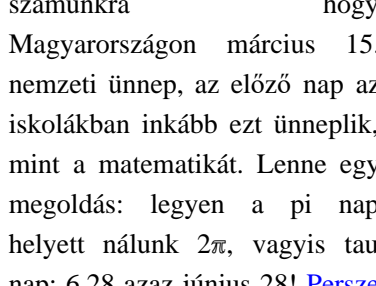 számunkra hogy
Magyarországon március 15.
nemzeti ünnep, az előző nap az
iskolákban inkább ezt ünneplik,
mint a matematikát. Lenne egy
megoldás: legyen a pi nap
helyett nálunk 2π, vagyis tau
nap: 6.28 azaz június 28! Persze